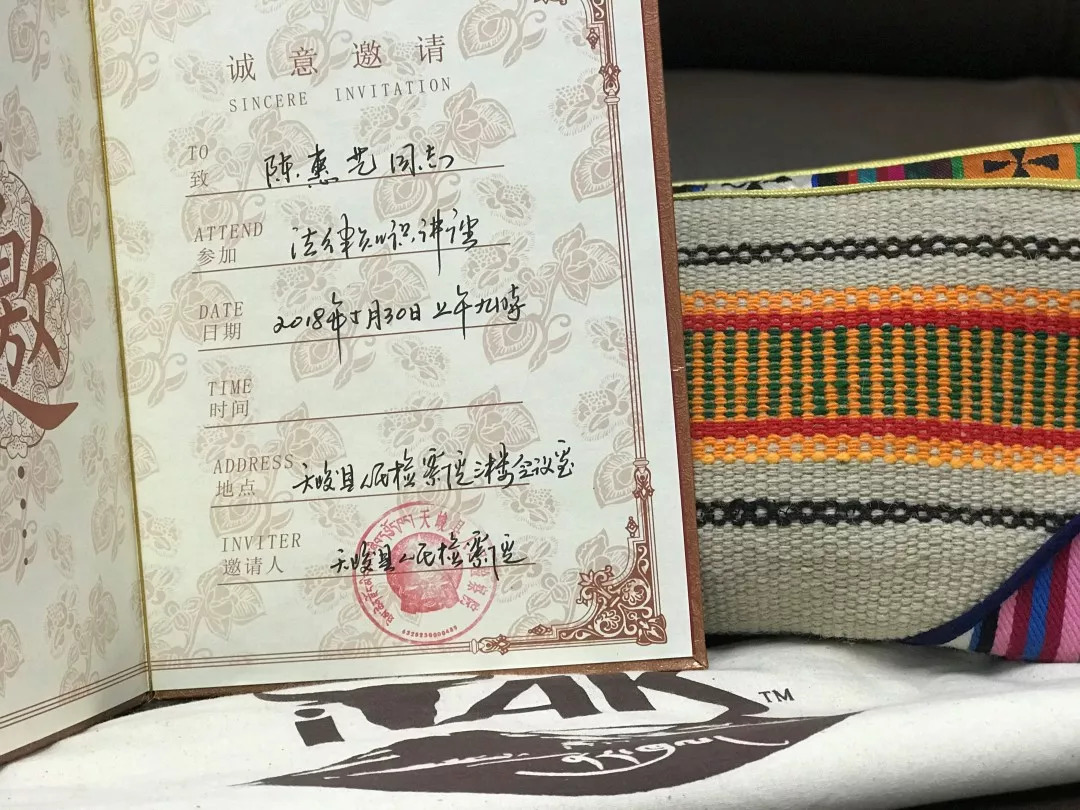 诚意邀请
SINCERE INVITATION
TO
致 陈惠艺同志
ATTEND
参加 法律知识讲座
DATE
日期 2018年5月30日上午九时
TIME
时间
ADDRESS
地点 天峻县人民检察院三楼会议室
INVITER
邀请人 天峻县人民检察院
iYAK TM